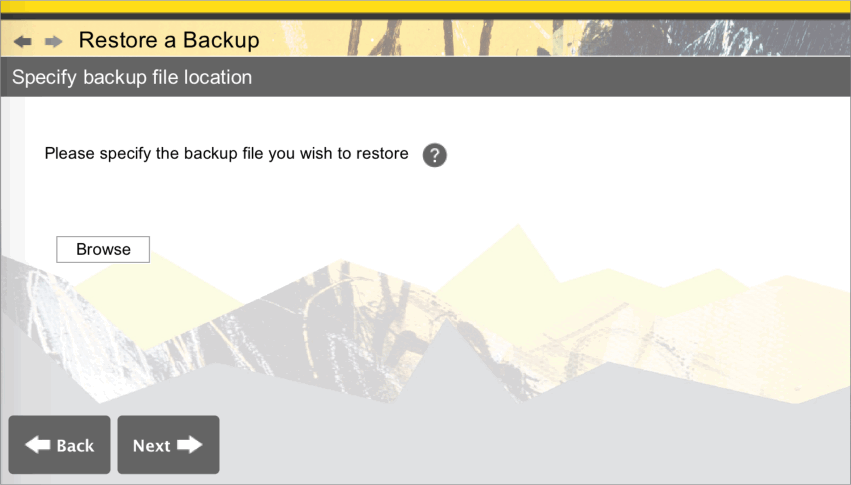 Restore a Backup
Specify backup file location
Please specify the backup file you wish to restore ?
Browse
Back
Next